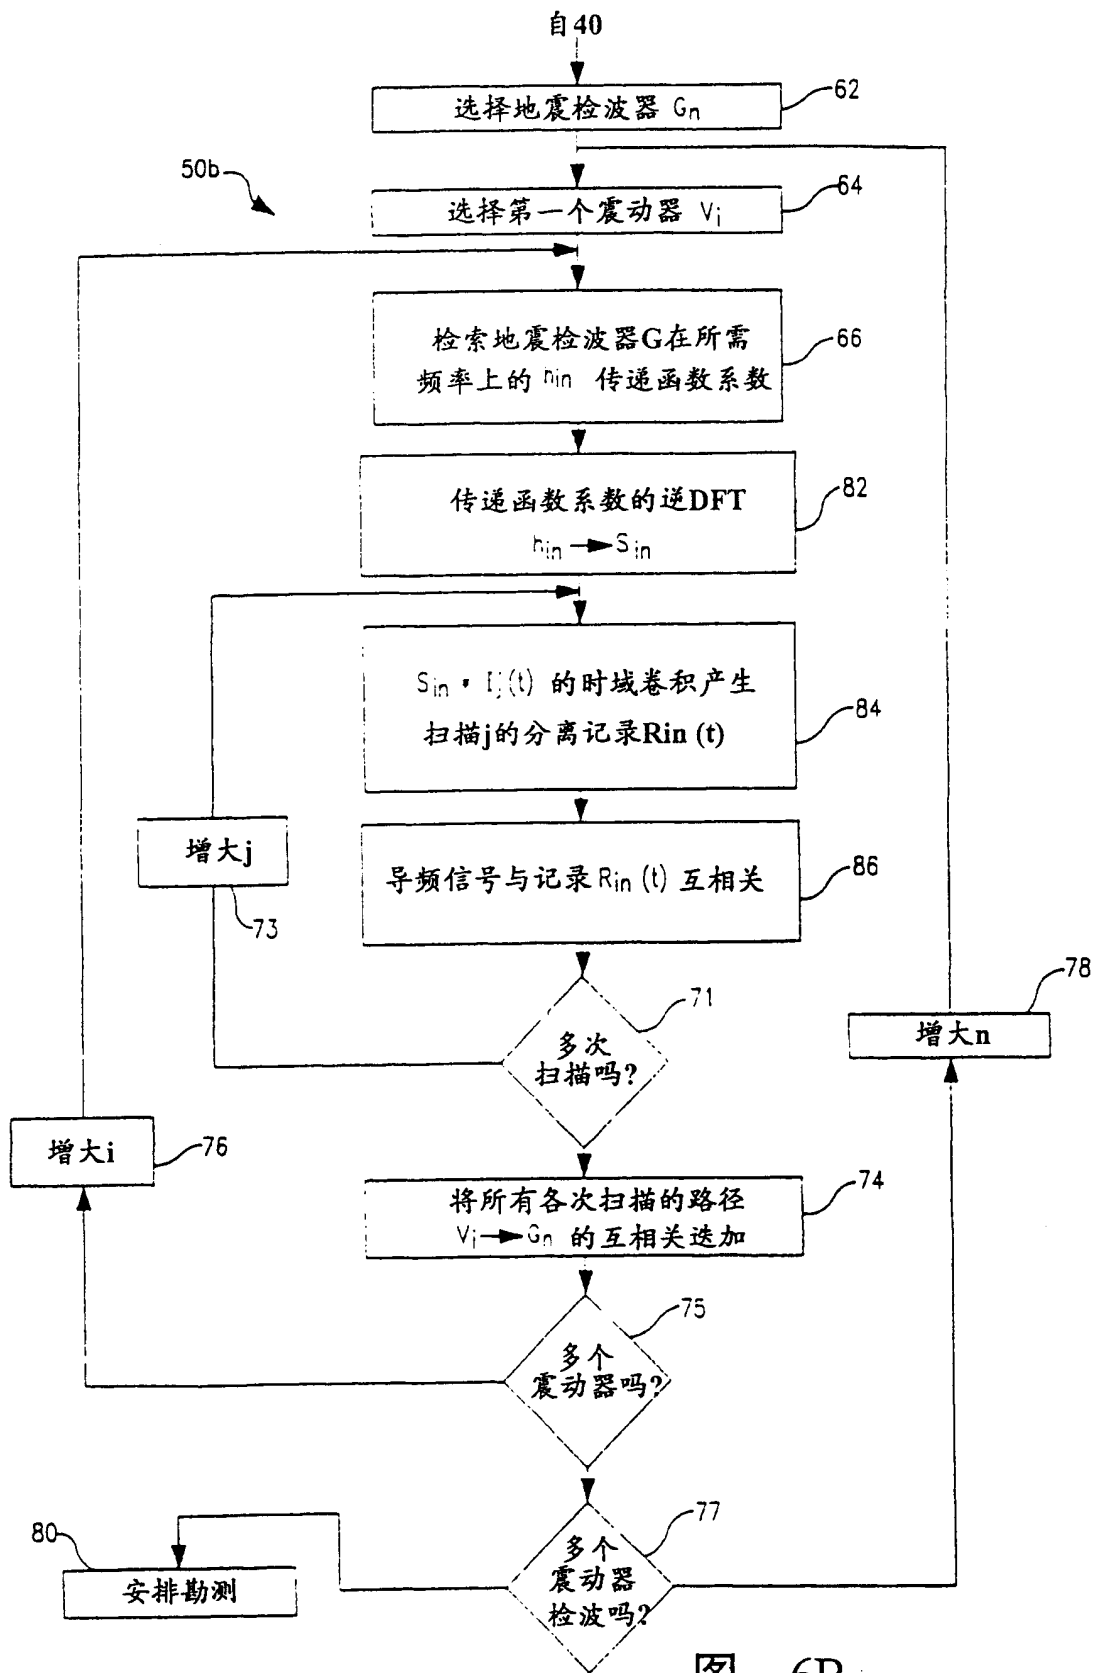 自40
选择地震检波器 Gn
62
50b
选择第一个震动器 Vi
64
检索地震检波器G在所需
频率上的 hin 传递函数系数
66
传递函数系数的逆DFT
hin → Sin
82
Sin * Ij(t) 的时域卷积产生
扫描j的分离记录Rin (t)
84
增大j
73
导频信号与记录 Rin (t) 互相关
86
多次
扫描吗?
71
增大n
78
增大i
76
将所有各次扫描的路径
Vi → Gn 的互相关迭加
74
多个
震动器吗?
75
多个
震动器
检波吗?
77
80
安排勘测
图 6B